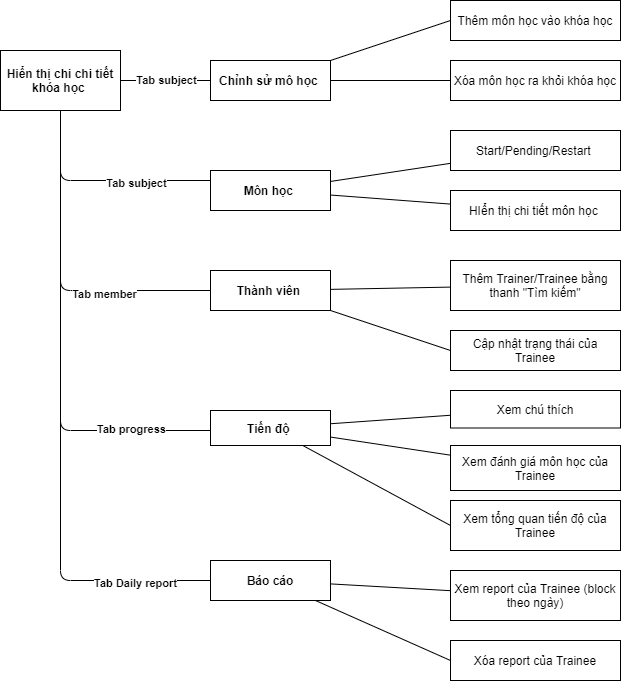 Thêm môn học vào khóa học
Hiển thị chi chi tiết
khóa học
Tab subject
Chỉnh sử mô học
Xóa môn học ra khỏi khóa học
Start/Pending/Restart
Tab subject
Môn học
HIển thị chi tiết môn học
Thêm Trainer/Trainee bằng
thanh "Tìm kiếm"
Tab member
Thành viên
Cập nhật trạng thái của
Trainee
Xem chú thích
Tab progress
Tiến độ
Xem đánh giá môn học của
Trainee
Xem tổng quan tiến độ của
Trainee
Tab Daily report
Báo cáo
Xem report của Trainee (block
theo ngày)
Xóa report của Trainee